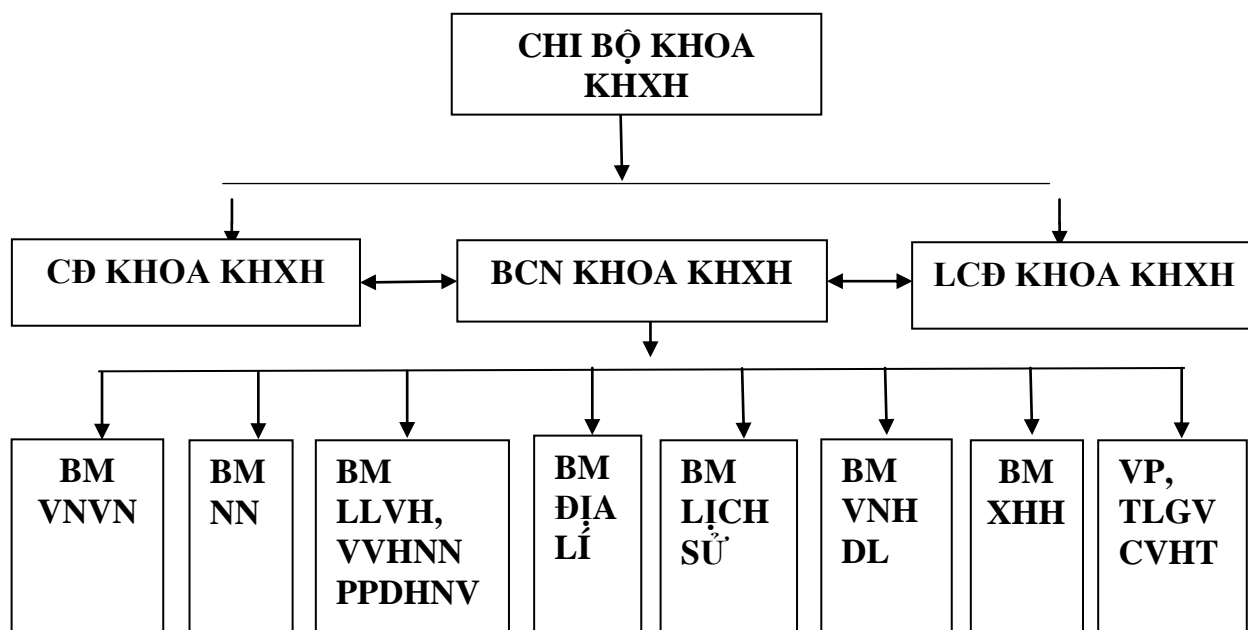 CHI BỘ KHOA
KHXH
CĐ KHOA KHXH
BCN KHOA KHXH
LCĐ KHOA KHXH
BM
VNVN
BM
NN
BM
LLVH,
VVHNN
PPDHNV
BM
ĐỊA
LÍ
BM
LỊCH
SỬ
BM
VNH
DL
BM
XHH
VP,
TLGV
CVHT